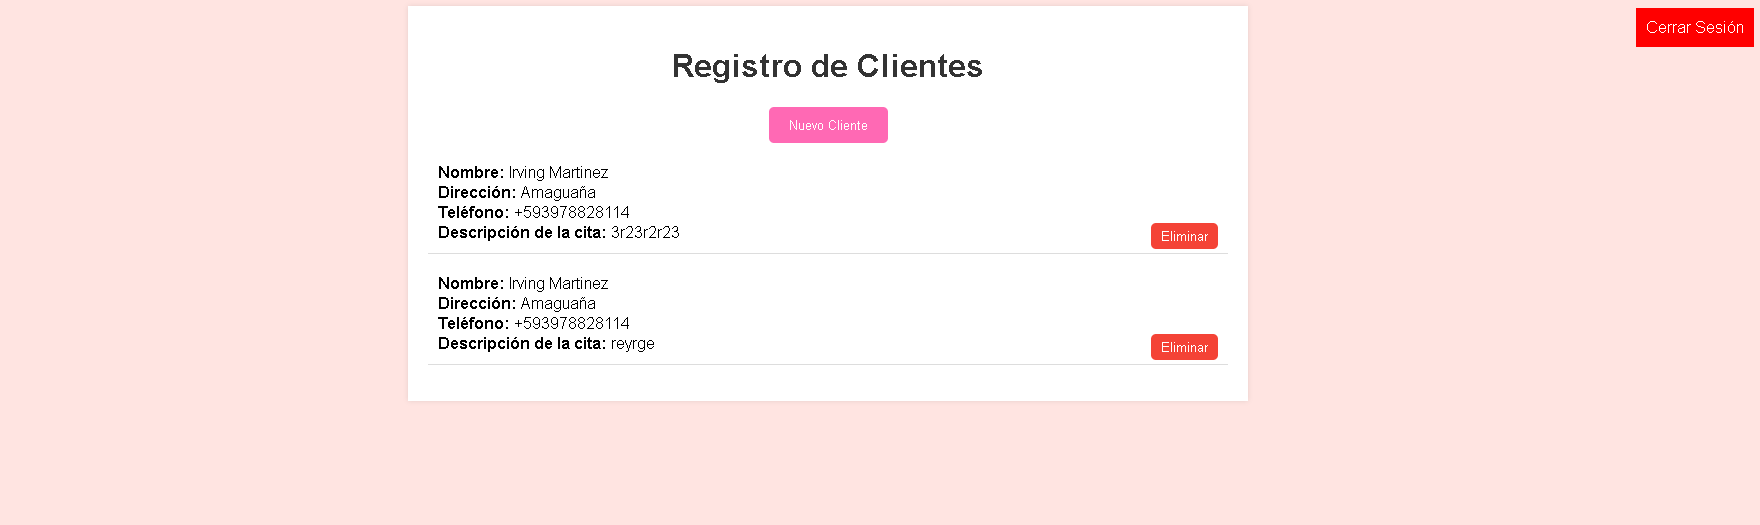 Cerrar Sesión
Registro de Clientes
Nuevo Cliente
Nombre: Irving Martinez
Dirección: Amaguaña
Teléfono: +593978828114
Descripción de la cita: 3r23r2r23
Eliminar
Nombre: Irving Martinez
Dirección: Amaguaña
Teléfono: +593978828114
Descripción de la cita: reyrge
Eliminar